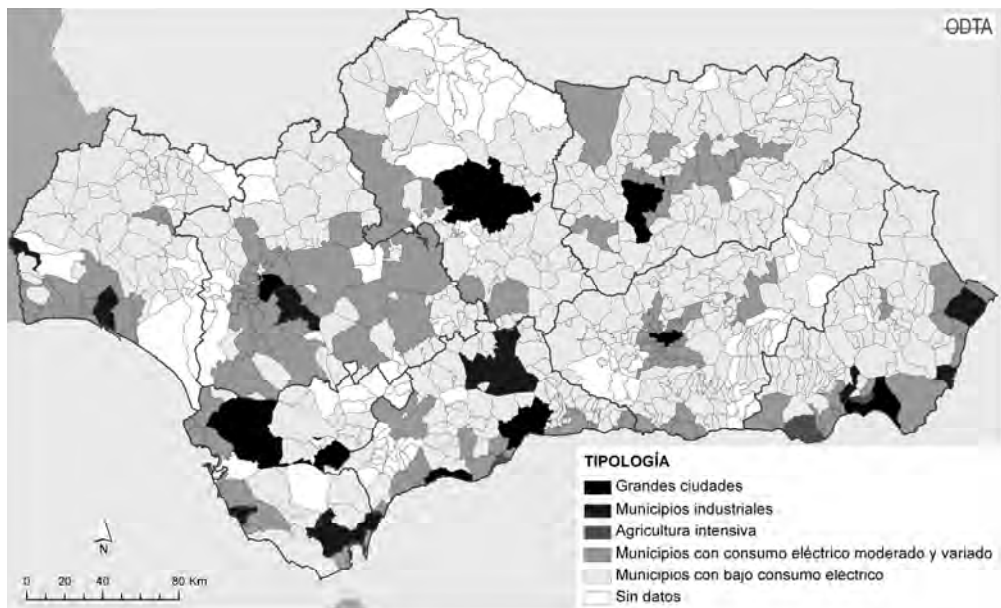 ODTA
TIPOLOGÍA
Grandes ciudades
Municipios industriales
Agricultura intensiva
Municipios con consumo eléctrico moderado y variado
Municipios con bajo consumo eléctrico
Sin datos
N
0 20 40 80 Km